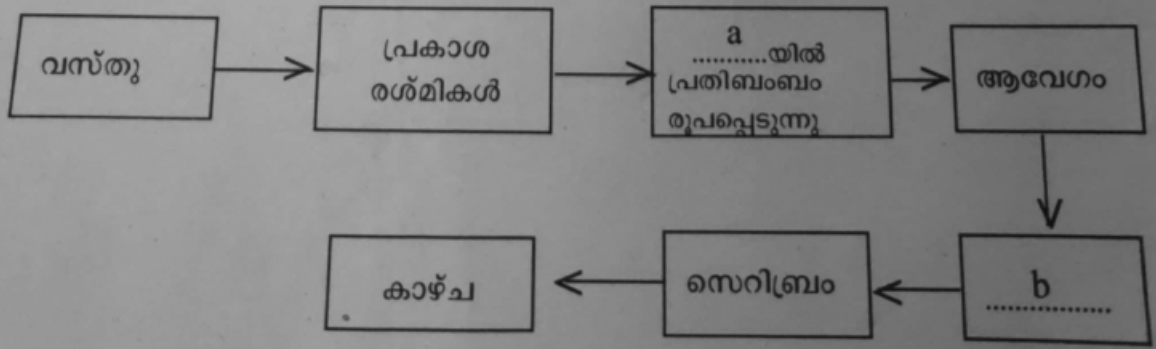 വസ്തു
പ്രകാശ
രശ്മികൾ
a
...........യിൽ
പ്രതിബംബം
രൂപപ്പെടുന്നു
ആവേഗം
b
................
സെറിബ്രം
കാഴ്ച